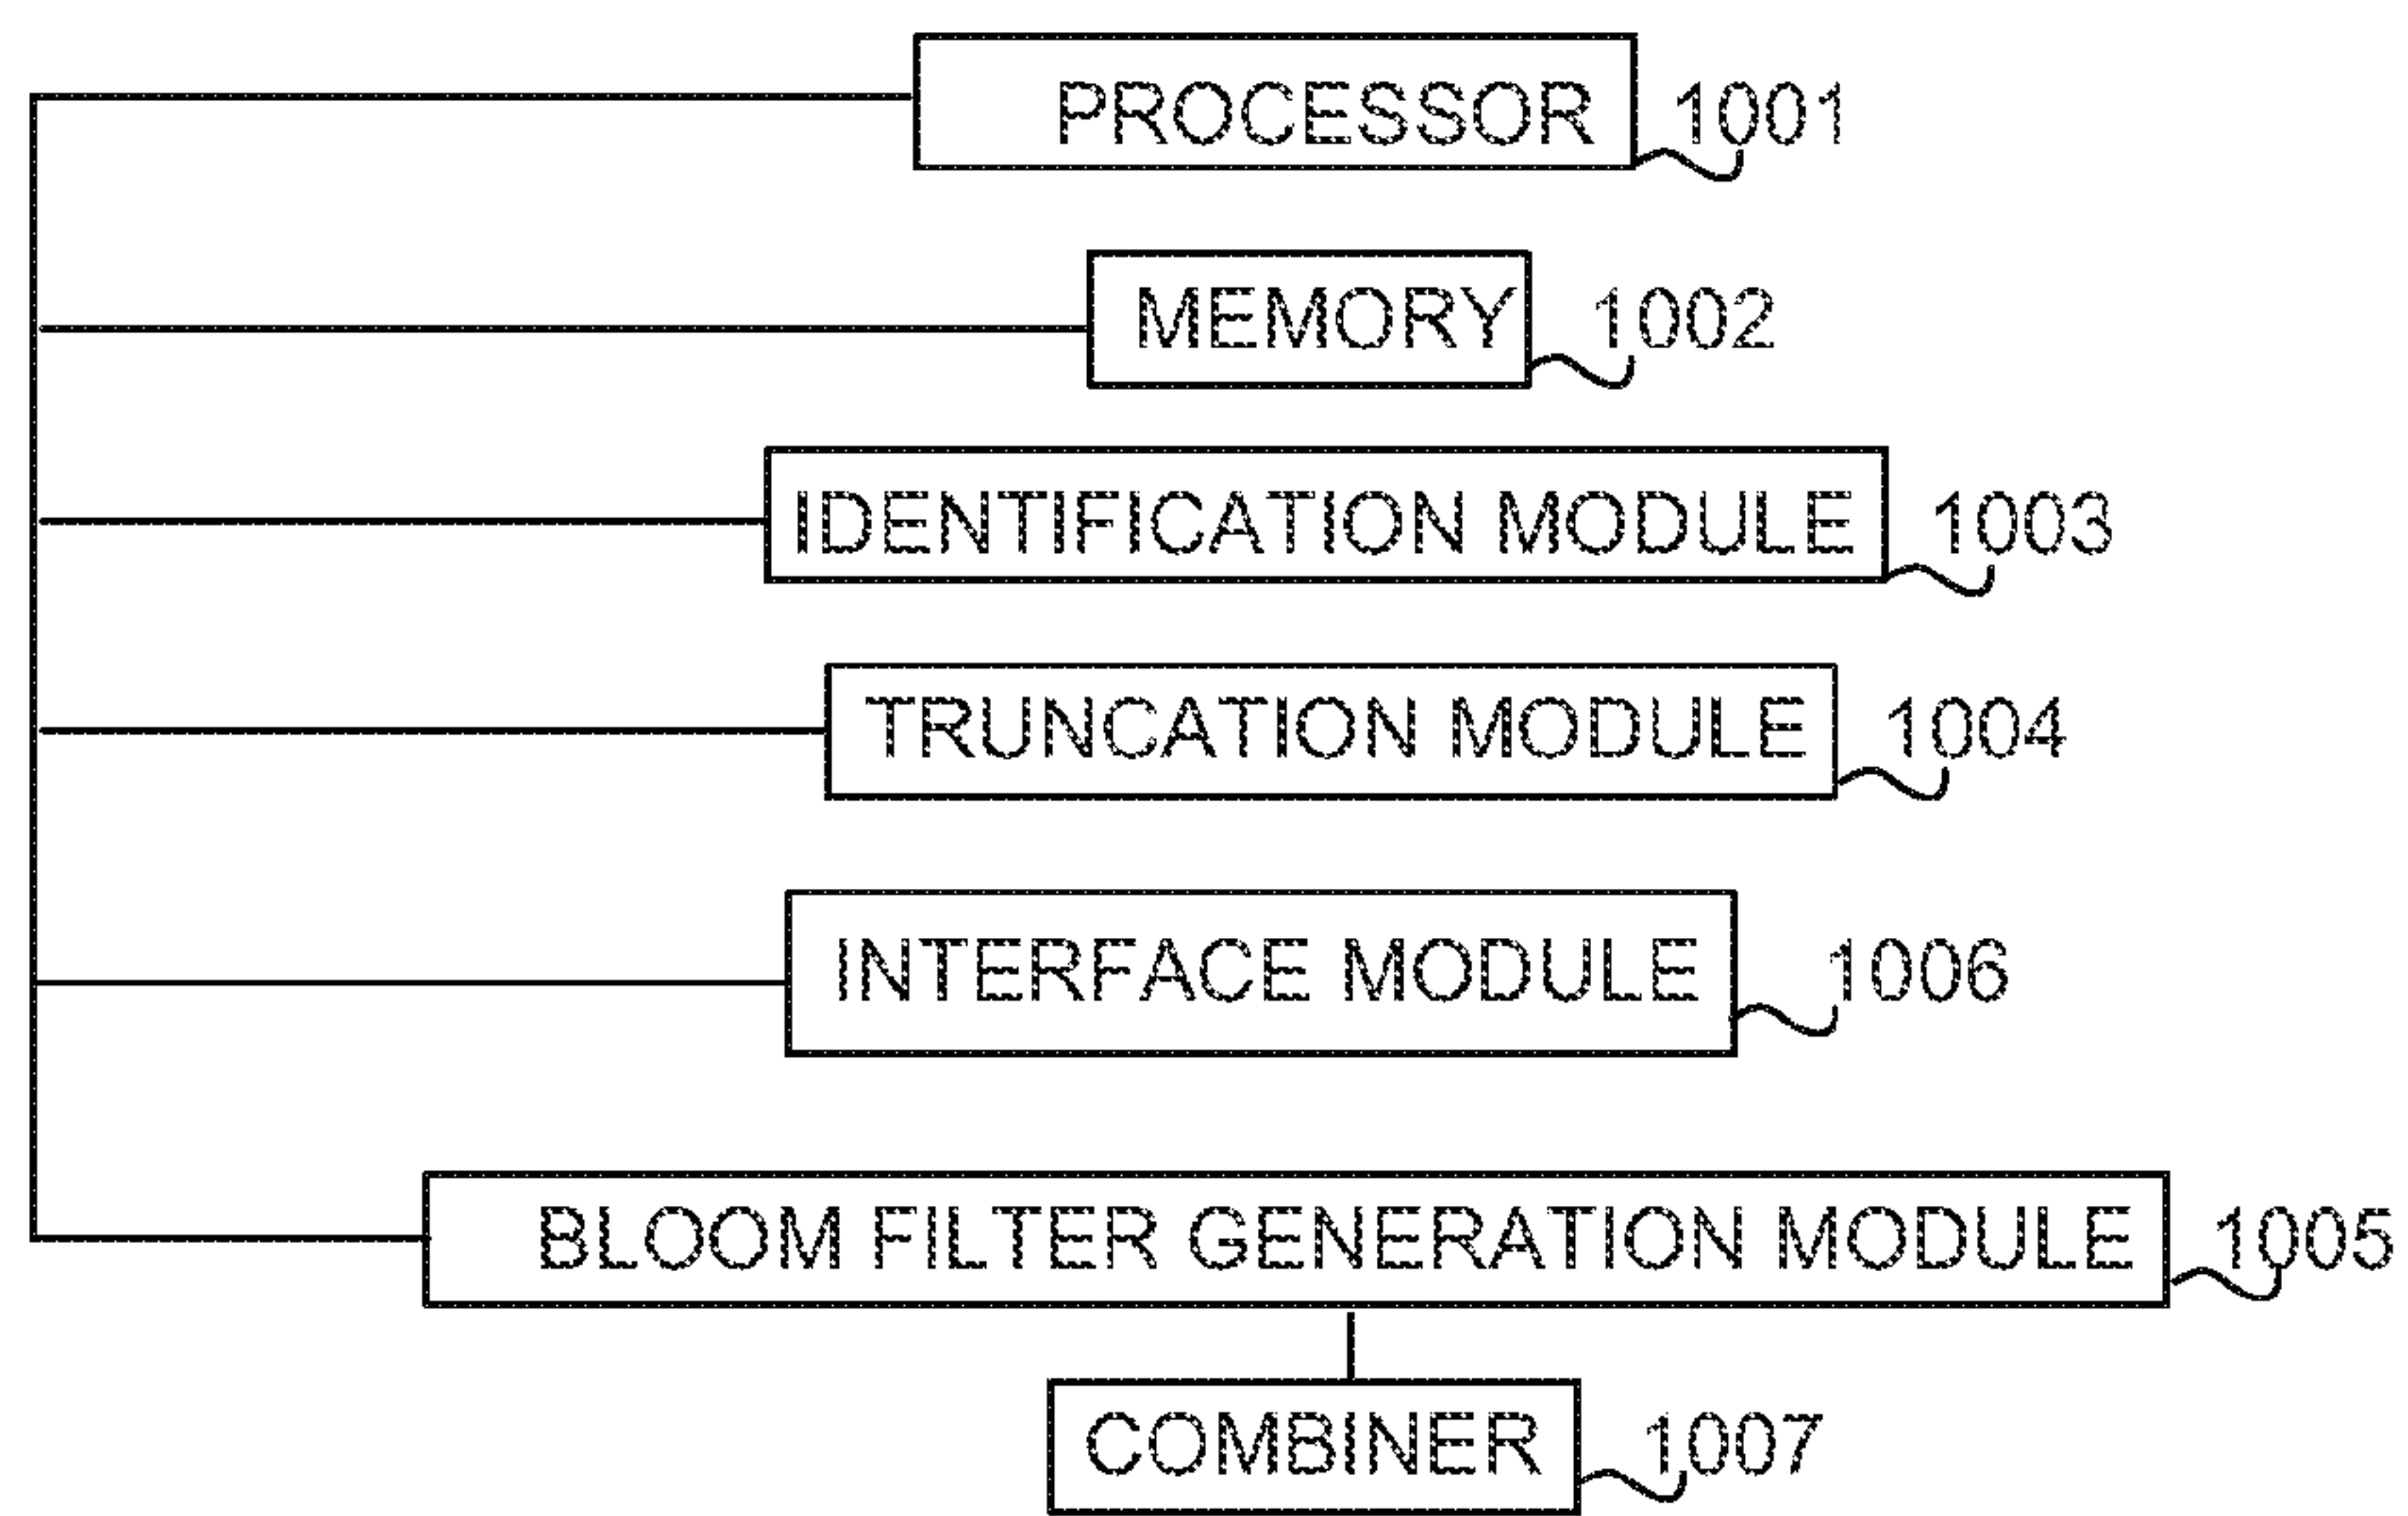 PROCESSOR 1001
MEMORY 1002
IDENTIFICATION MODULE 1003
TRUNCATION MODULE 1004
INTERFACE MODULE 1006
BLOOM FILTER GENERATION MODULE 1005
COMBINER 1007